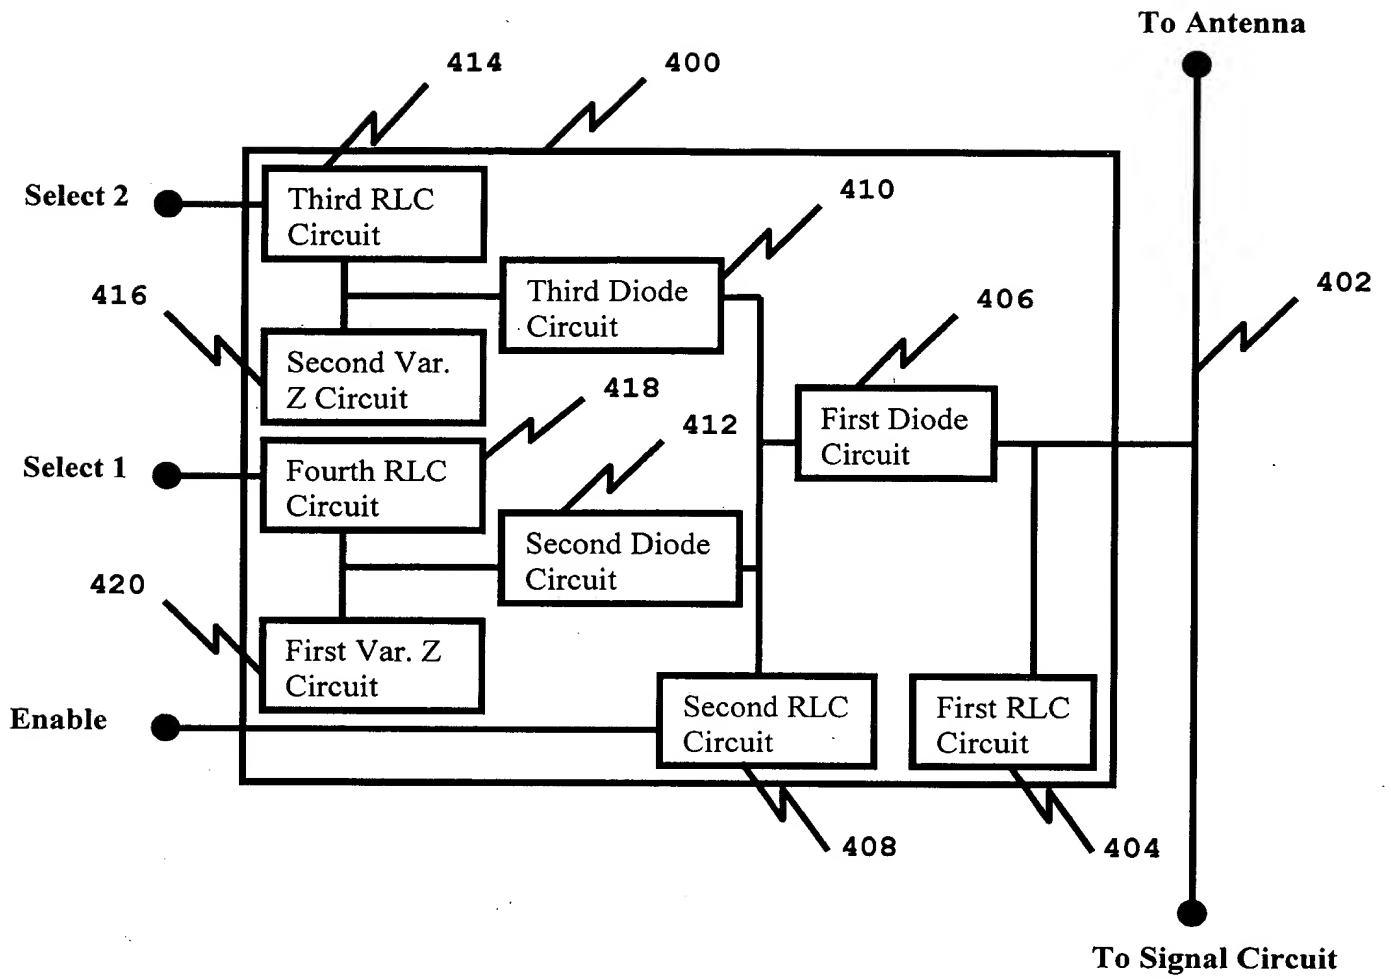 To Antenna
414
400
Select 2
Third RLC
Circuit
410
416
Third Diode
Circuit
406
402
Second Var.
Z Circuit
418
412
First Diode
Circuit
Select 1
Fourth RLC
Circuit
Second Diode
Circuit
420
First Var. Z
Circuit
Enable
Second RLC
Circuit
First RLC
Circuit
408
404
To Signal Circuit